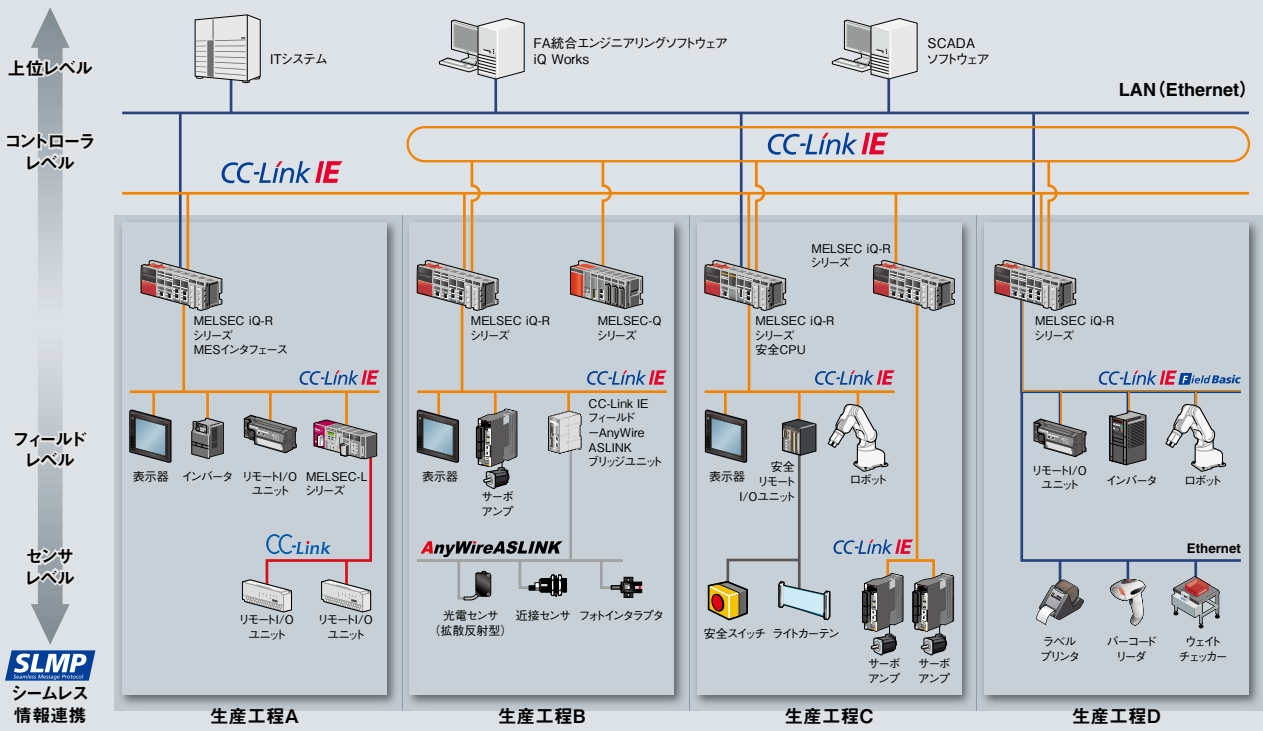 上位レベル
コントローラ
レベル
フィールド
レベル
センサ
レベル
SLMP
Seamless Message Protocol
シームレス
情報連携
ITシステム
FA統合エンジニアリングソフトウェア
iQ Works
SCADA
ソフトウェア
LAN（Ethernet）
CC-Link IE
CC-Link IE
MELSEC iQ-R
シリーズ
MESインタフェース
CC-Link IE
表示器
インバータ
リモートI/O
ユニット
MELSEC-L
シリーズ
CC-Link
リモートI/O
ユニット
リモートI/O
ユニット
生産工程A
MELSEC iQ-R
シリーズ
MELSEC-Q
シリーズ
CC-Link IE
CC-Link IE
フィールド
ーAnyWire
ASLINK
ブリッジユニット
表示器
サーボ
アンプ
AnyWireASLINK
光電センサ
（拡散反射型）
近接センサ
フォトインタラプタ
生産工程B
MELSEC iQ-R
シリーズ
MELSEC iQ-R
シリーズ
安全CPU
CC-Link IE
表示器
安全
リモート
I/Oユニット
ロボット
CC-Link IE
安全スイッチ
ライトカーテン
サーボ
アンプ
サーボ
アンプ
生産工程C
MELSEC iQ-R
シリーズ
CC-Link IE Field Basic
リモートI/O
ユニット
インバータ
ロボット
Ethernet
ラベル
プリンタ
バーコード
リーダ
ウェイト
チェッカー
生産工程D